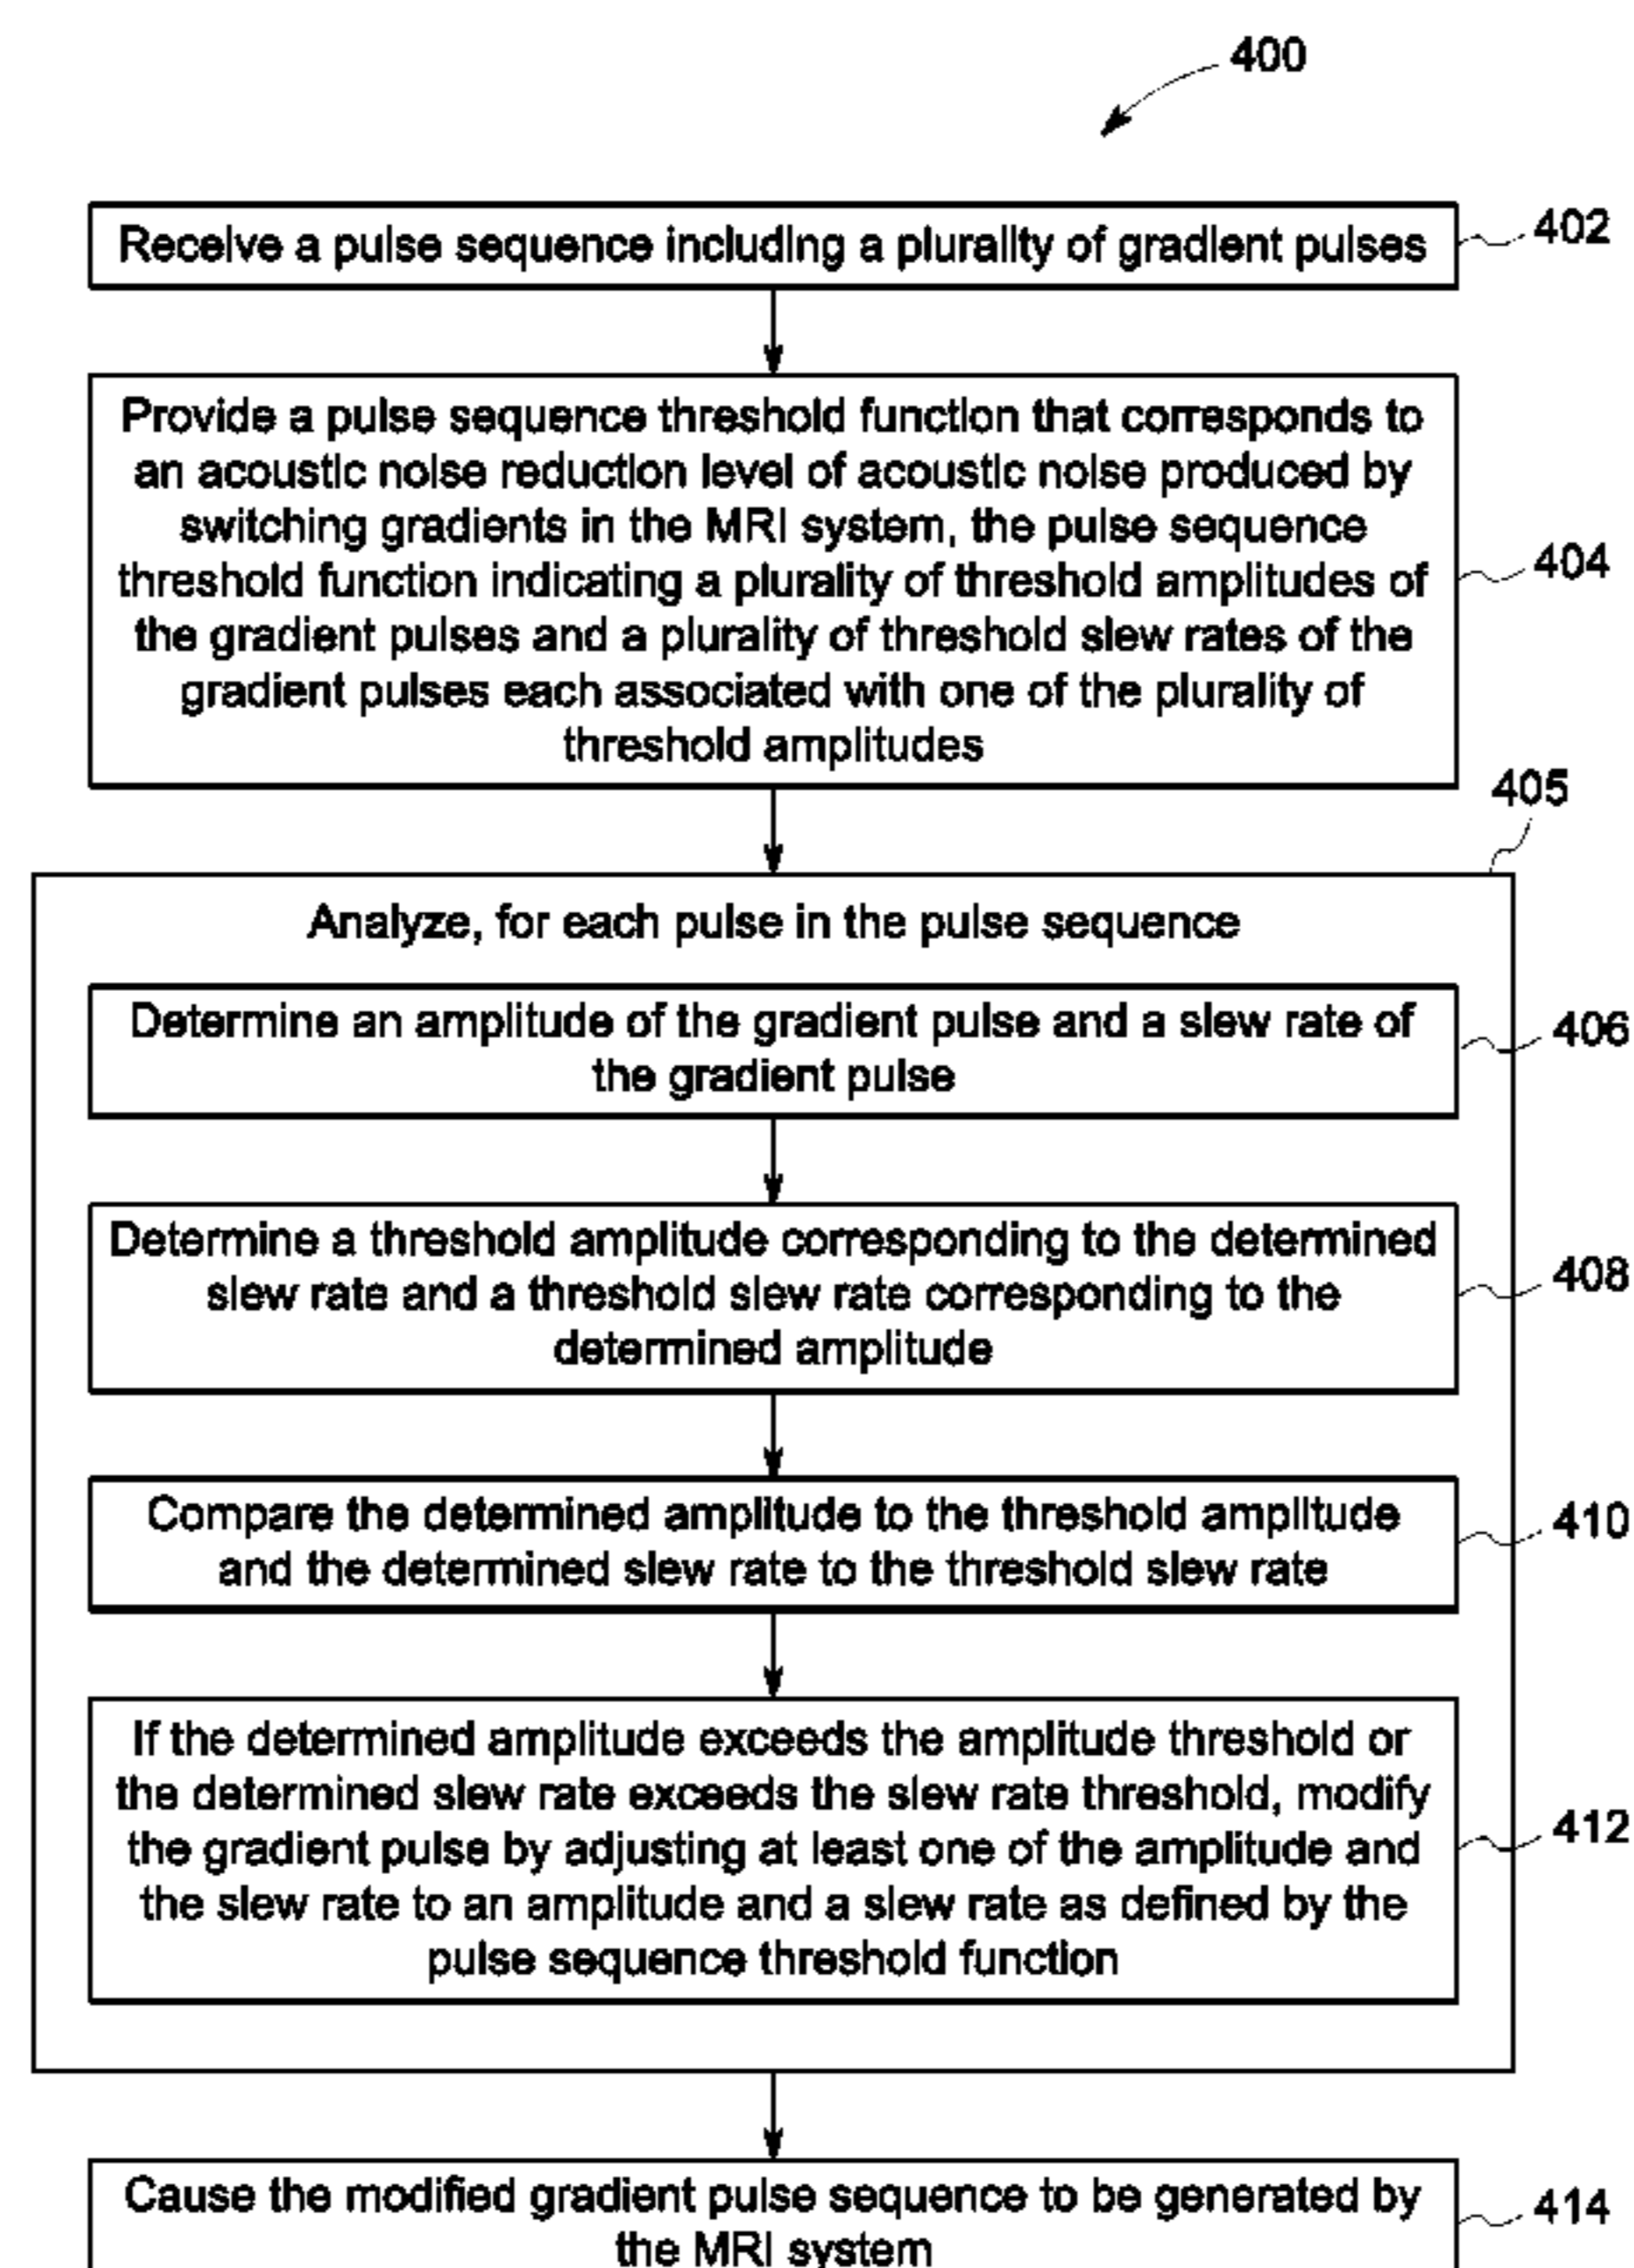 400
Receive a pulse sequence including a plurality of gradient pulses
402
Provide a pulse sequence threshold function that corresponds to
an acoustic noise reduction level of acoustic noise produced by
switching gradients in the MRI system, the pulse sequence
threshold function indicating a plurality of threshold amplitudes of
the gradient pulses and a plurality of threshold slew rates of the
gradient pulses each associated with one of the plurality of
threshold amplitudes
404
405
Analyze, for each pulse in the pulse sequence
Determine an amplitude of the gradient pulse and a slew rate of
the gradient pulse
406
Determine a threshold amplitude corresponding to the determined
slew rate and a threshold slew rate corresponding to the
determined amplitude
408
Compare the determined amplitude to the threshold amplitude
and the determined slew rate to the threshold slew rate
410
If the determined amplitude exceeds the amplitude threshold or
the determined slew rate exceeds the slew rate threshold, modify
the gradient pulse by adjusting at least one of the amplitude and
the slew rate to an amplitude and a slew rate as defined by the
pulse sequence threshold function
412
Cause the modified gradient pulse sequence to be generated by
the MRI system
414